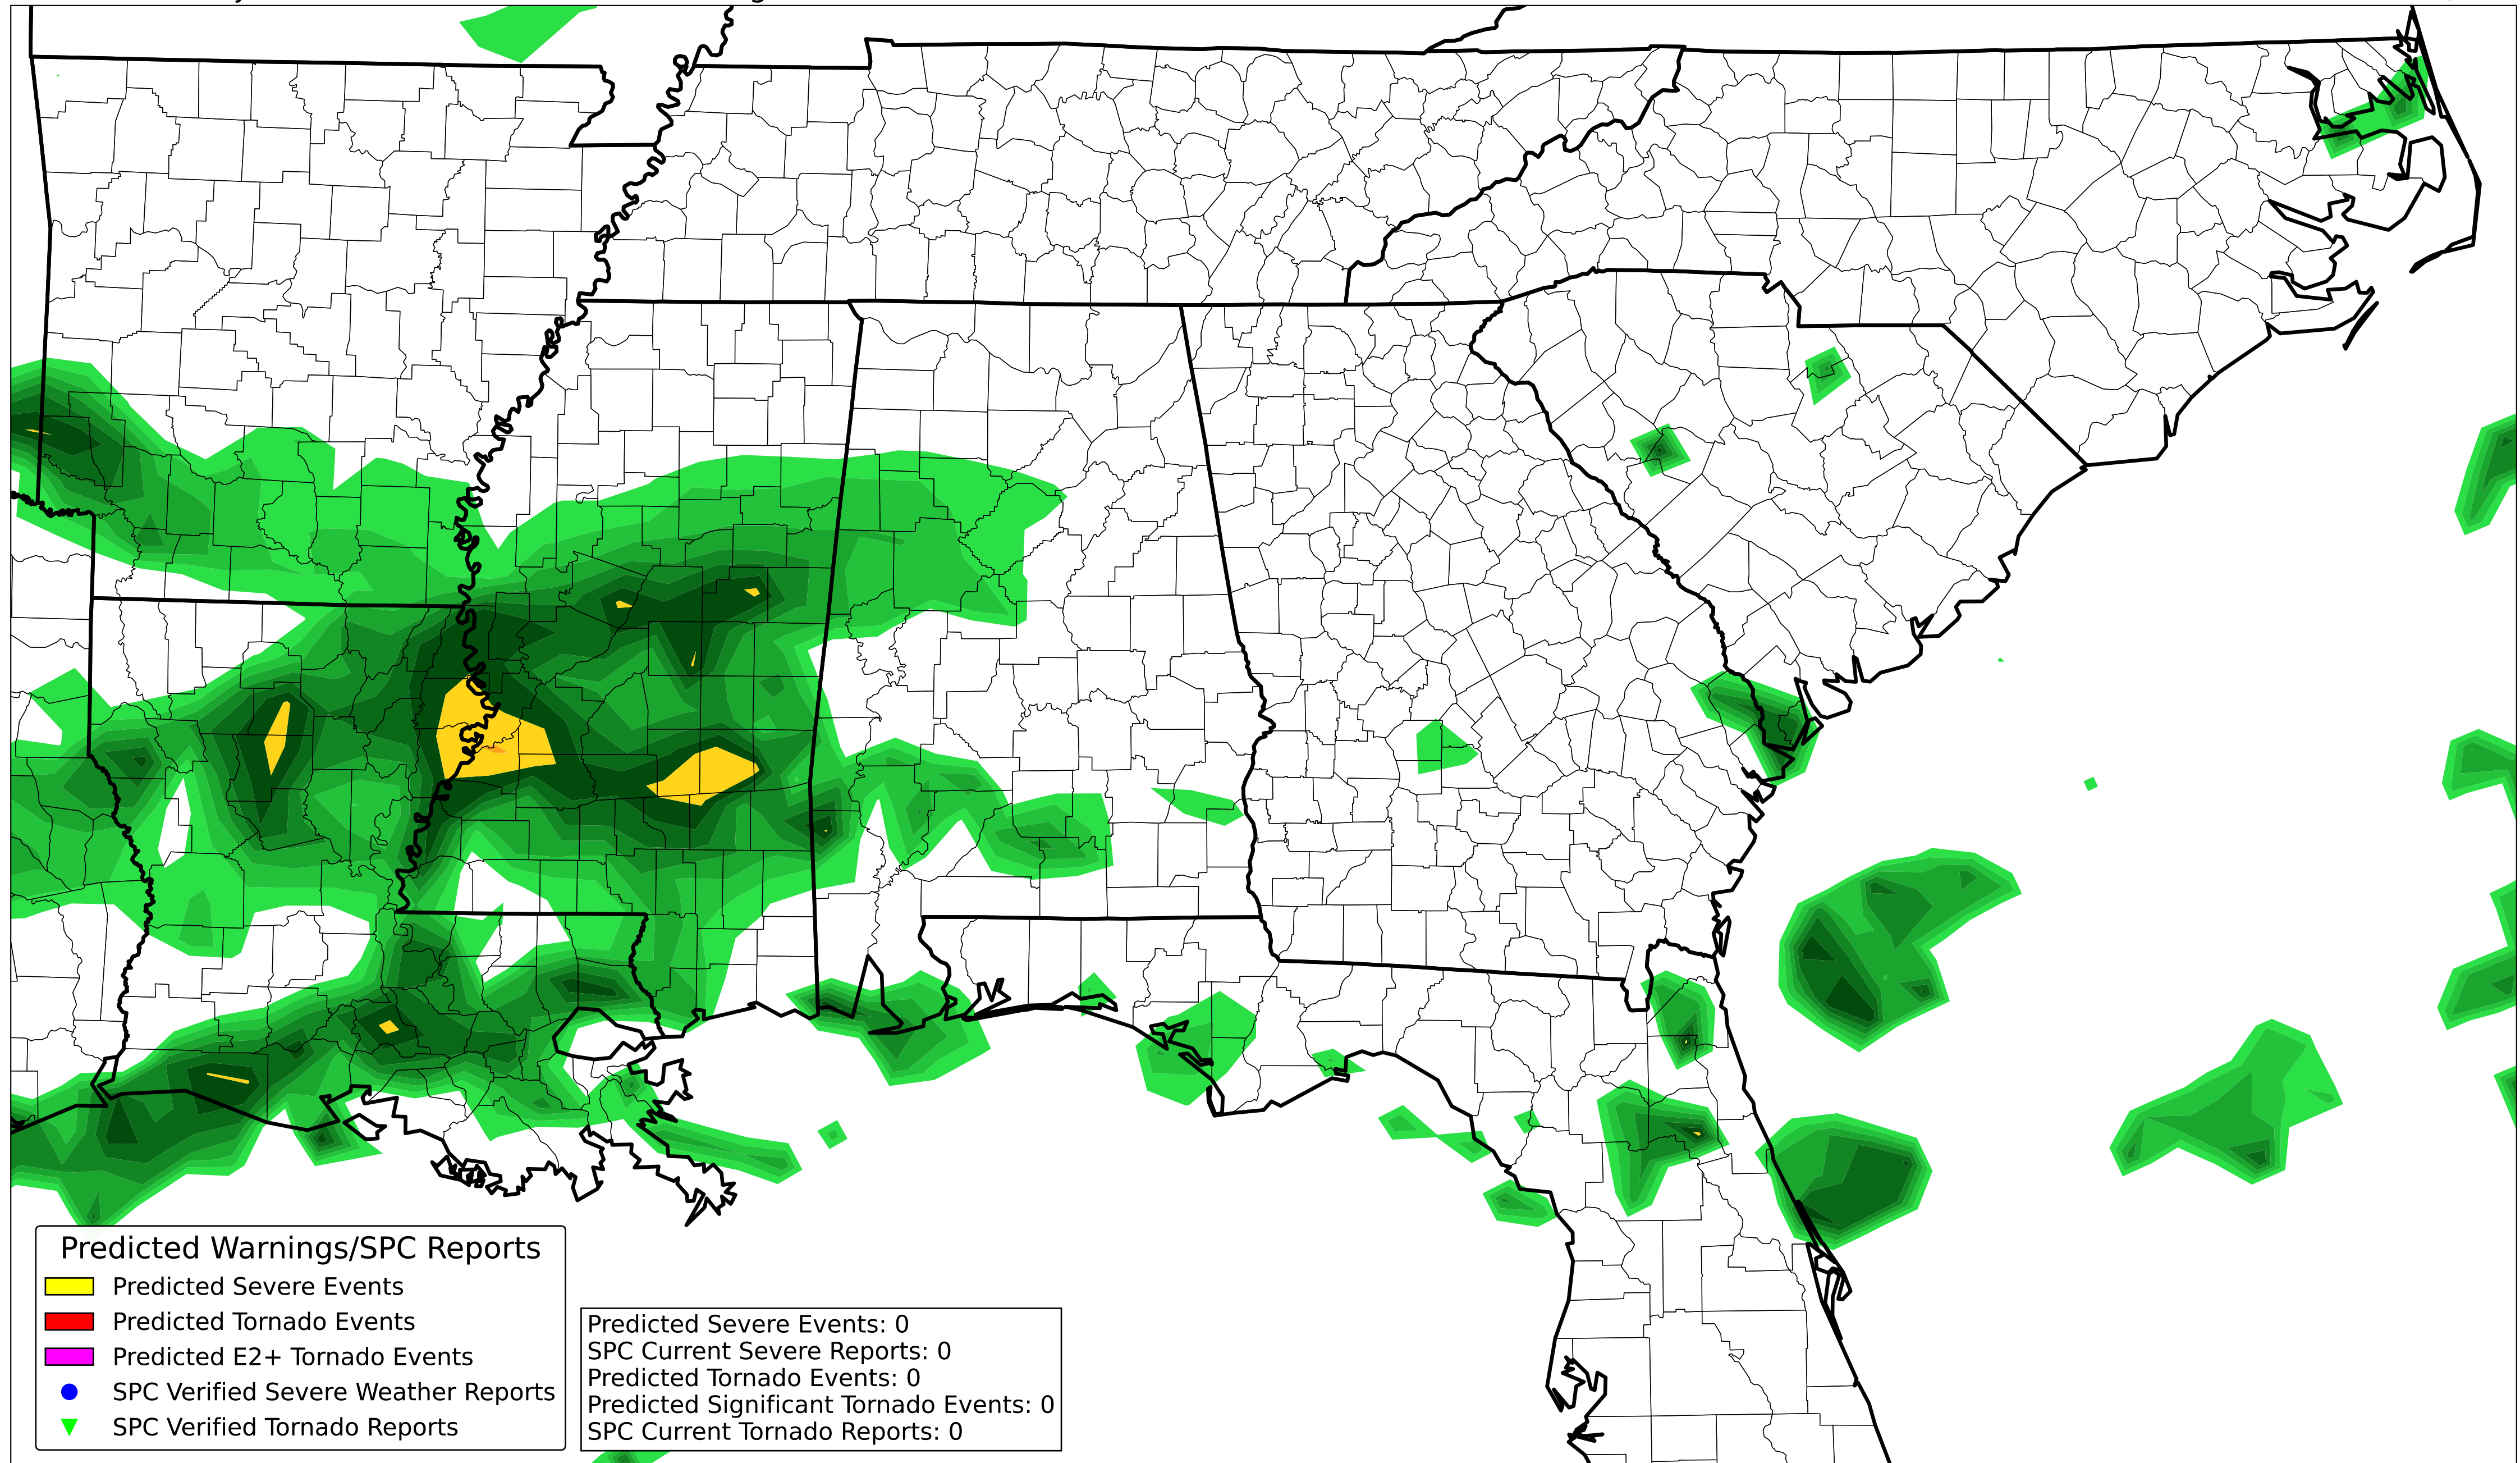 Predicted Warnings/SPC Reports
Predicted Severe Events
Predicted Tornado Events
Predicted E2+ Tornado Events
SPC Verified Severe Weather Reports
SPC Verified Tornado Reports
Predicted Severe Events: 0
SPC Current Severe Reports: 0
Predicted Tornado Events: 0
Predicted Significant Tornado Events: 0
SPC Current Tornado Reports: 0